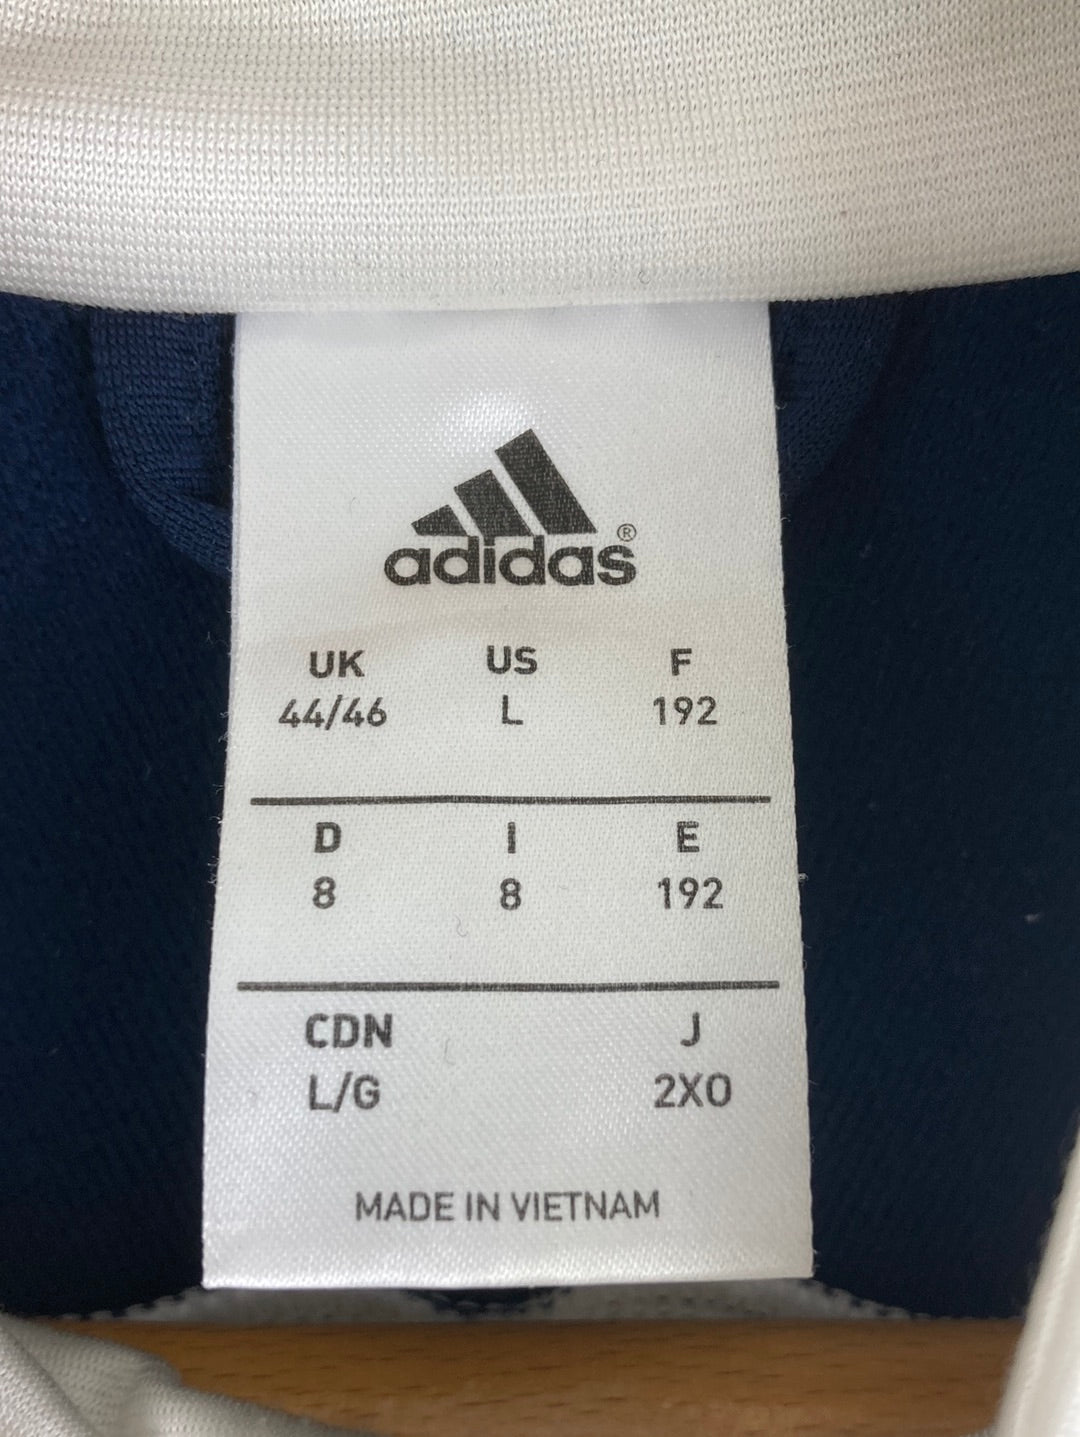 adidas®
UK US F
44/46 L 192
D I E
8 8 192
CDN J
L/G 2XO
MADE IN VIETNAM